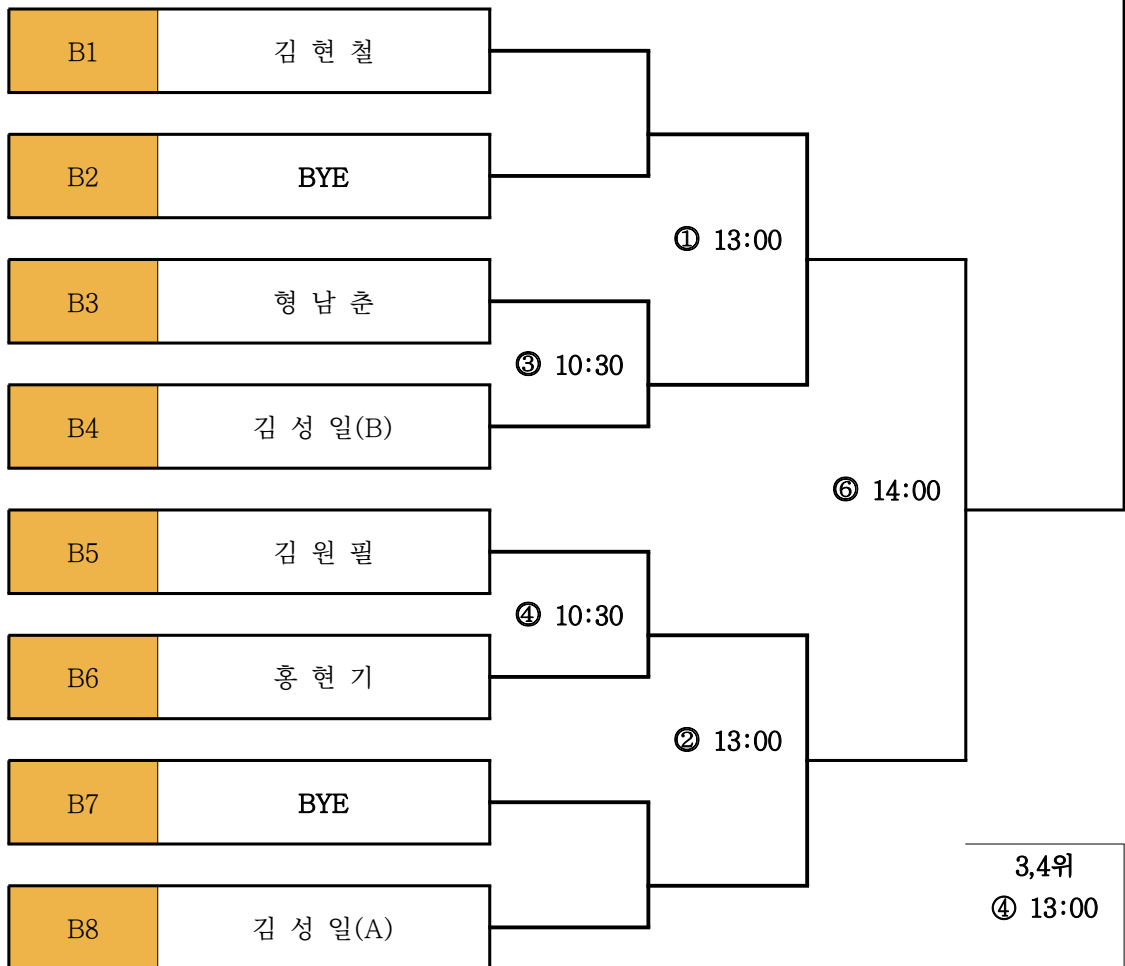 B1 김 현 철
B2 BYE
① 13:00
B3 형 남 춘
③ 10:30
B4 김 성 일(B)
⑥ 14:00
B5 김 원 필
④ 10:30
B6 홍 현 기
② 13:00
B7 BYE
3,4위
④ 13:00
B8 김 성 일(A)